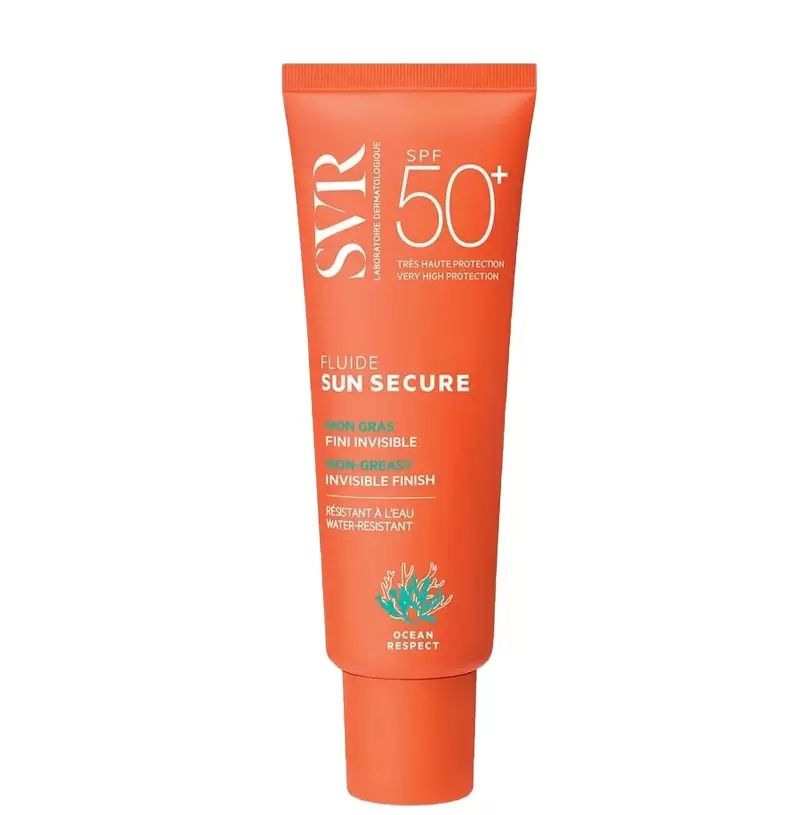 SVR
LABORATOIRE DERMATOLOGIQUE
SPF
50+
TRÈS HAUTE PROTECTION
VERY HIGH PROTECTION
FLUIDE
SUN SECURE
NON GRAS
FINI INVISIBLE
NON-GREASY
INVISIBLE FINISH
RÉSISTANT À L'EAU
WATER-RESISTANT
OCEAN
RESPECT